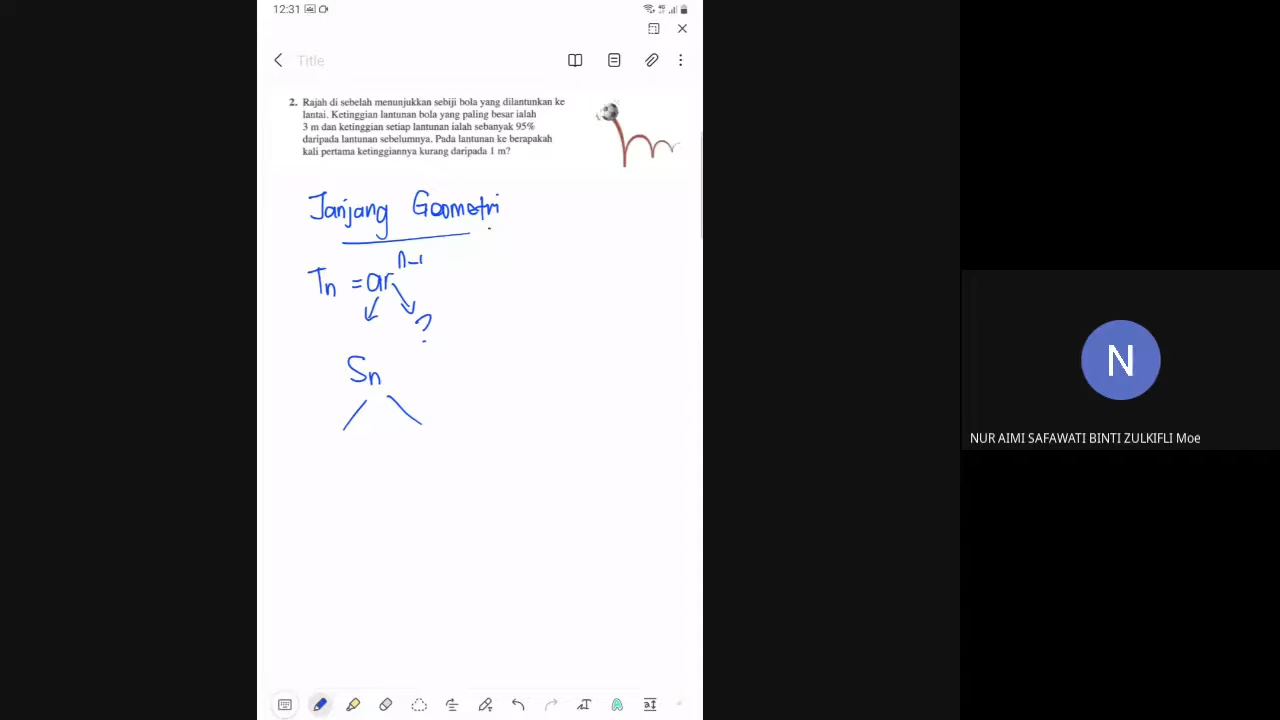 12:31
Title
2. Rajah di sebelah menunjukkan sebiji bola yang dilantunkan ke
lantai. Ketinggian lantunan bola yang paling besar ialah
3 m dan ketinggian setiap lantunan ialah sebanyak 95%
daripada lantunan sebelumnya. Pada lantunan ke berapakah
kali pertama ketinggiannya kurang daripada 1 m?
Janjang Geometri
Tn = ar^n-1
?
Sn
N
NUR AIMI SAFAWATI BINTI ZULKIFLI Moe